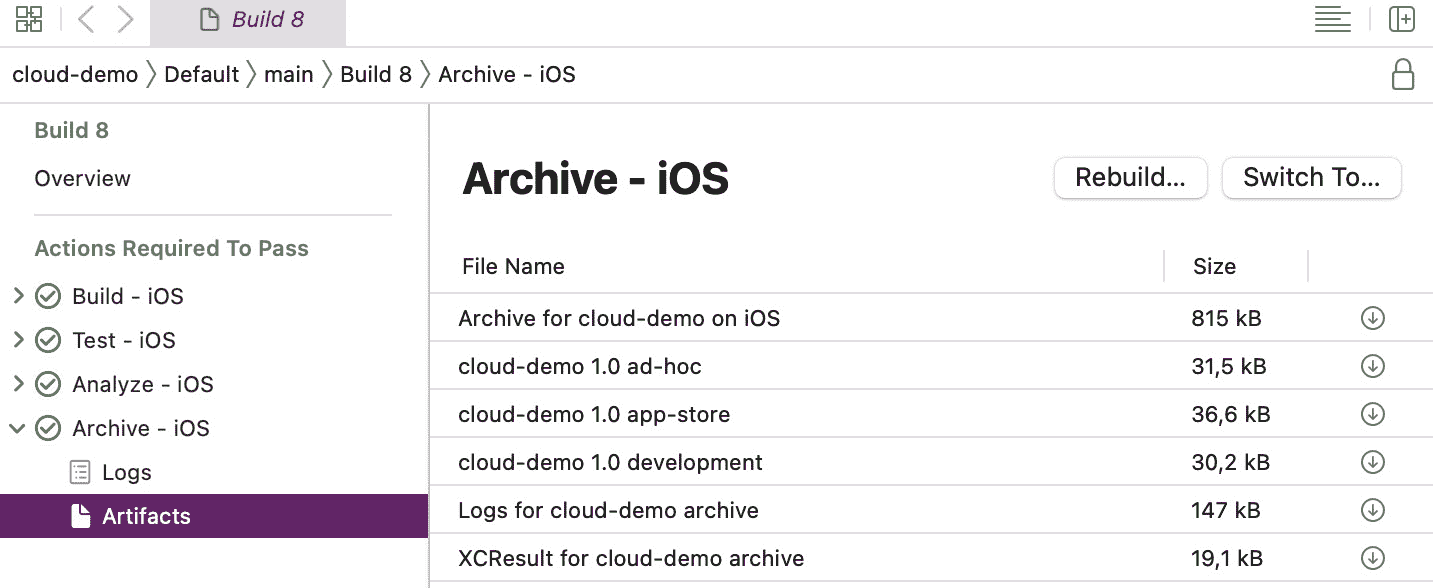 Build 8
cloud-demo Default main Build 8 Archive - iOS
Build 8
Overview
Actions Required To Pass
Build - iOS
Test - iOS
Analyze - iOS
Archive - iOS
Logs
Artifacts
Archive - iOS
Rebuild... Switch To...
File Name Size
Archive for cloud-demo on iOS 815 kB
cloud-demo 1.0 ad-hoc 31,5 kB
cloud-demo 1.0 app-store 36,6 kB
cloud-demo 1.0 development 30,2 kB
Logs for cloud-demo archive 147 kB
XCResult for cloud-demo archive 19,1 kB